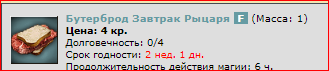 Бутерброд Завтрак Рыцаря F (Масса: 1)
Цена: 4 кр.
Долговечность: 0/4
Срок годности: 2 нед. 1 дн.
Продолжительность действия магии: 6 ч.